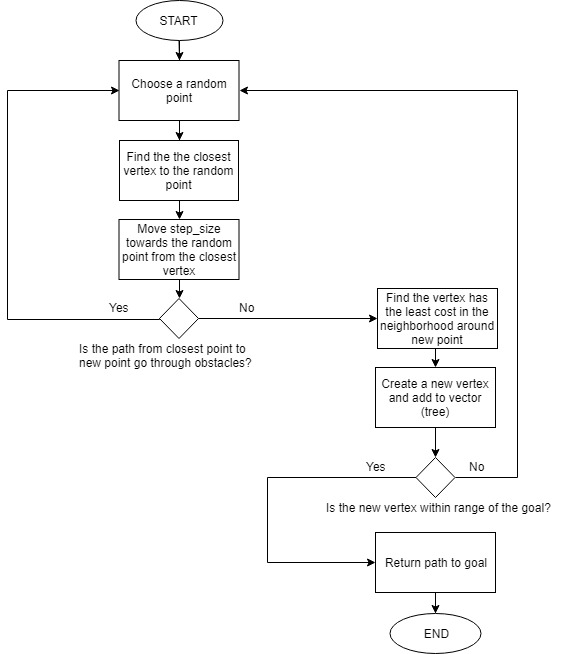 START
Choose a random
point
Find the the closest
vertex to the random
point
Move step_size
towards the random
point from the closest
vertex
Yes
No
Is the path from closest point to
new point go through obstacles?
Find the vertex has
the least cost in the
neighborhood around
new point
Create a new vertex
and add to vector
(tree)
Yes
No
Is the new vertex within range of the goal?
Return path to goal
END